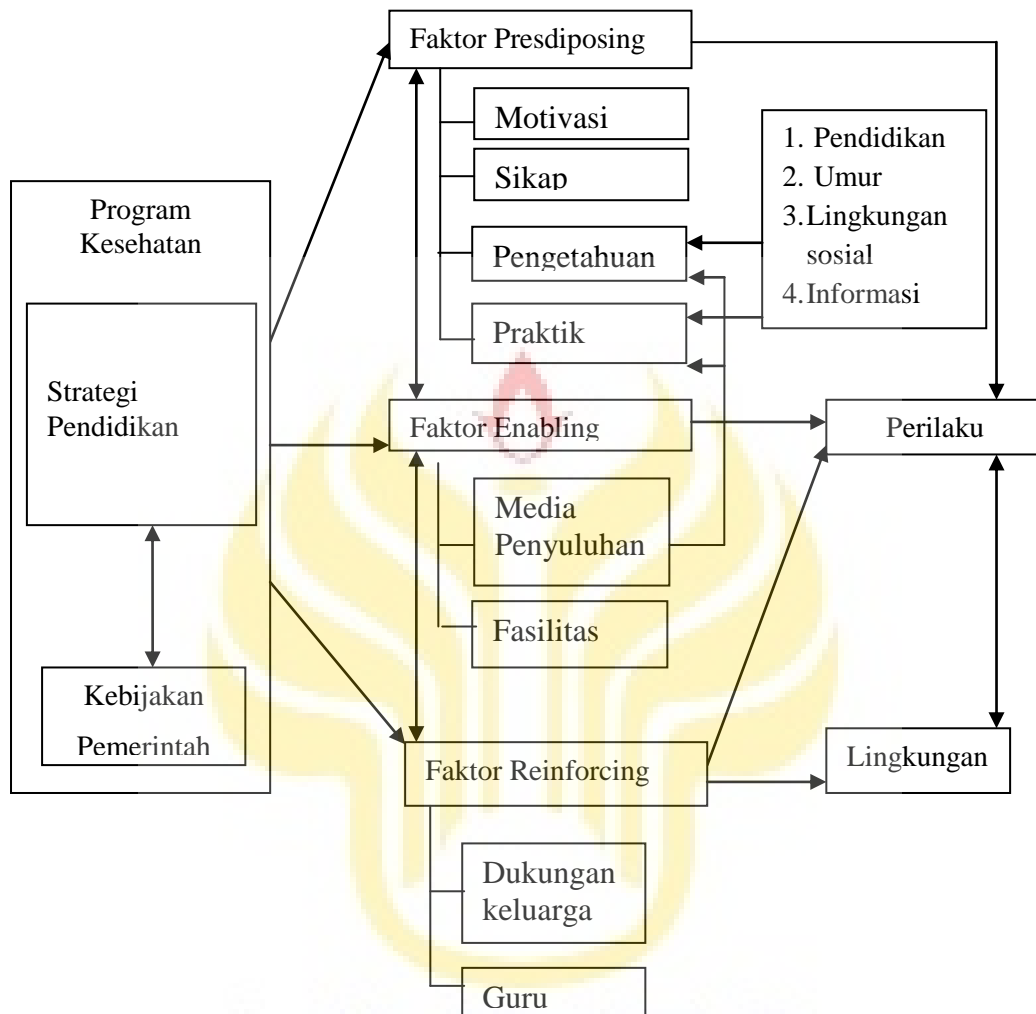 Faktor Presdiposing
Motivasi
Sikap
Pengetahuan
Praktik
1. Pendidikan
2. Umur
3.Lingkungan
sosial
4.Informasi
Program
Kesehatan
Strategi
Pendidikan
Kebijakan
Pemerintah
Faktor Enabling
Media
Penyuluhan
Fasilitas
Perilaku
Faktor Reinforcing
Lingkungan
Dukungan
keluarga
Guru